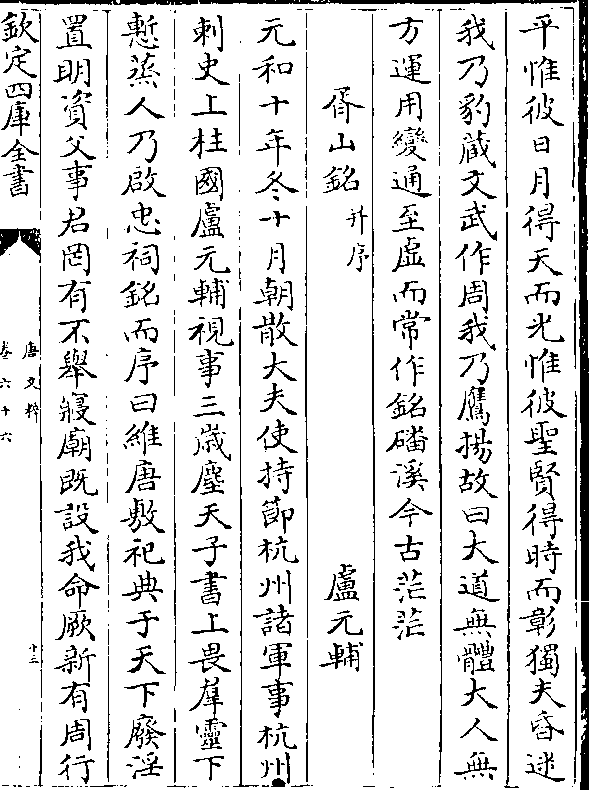 平惟彼日月得天而光惟彼聖賢得時而彰獨夫昏迷
我乃豹蔵文武作周我乃鷹揚故曰大道無體大人無
方運用變通至虛而常作銘磻溪今古茫茫
胥山銘并序 盧元輔
元和十年冬十月朝散大夫使持節杭州諸軍事杭州
刺史上柱國盧元輔視事三歳塵天子書上畏羣靈下
慙蒸人乃啟忠祠銘而序曰維唐敷祀典于天下廢淫
置明資父事君罔有不舉寢廟既設我命厥新有周行
欽定四庫全書
唐文粹
卷六十六
十三